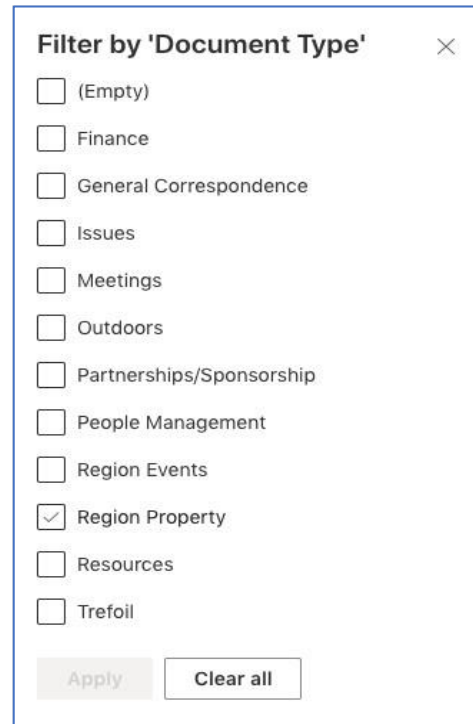 Filter by 'Document Type'
(Empty)
Finance
General Correspondence
Issues
Meetings
Outdoors
Partnerships/Sponsorship
People Management
Region Events
Region Property
Resources
Trefoil
Apply Clear all